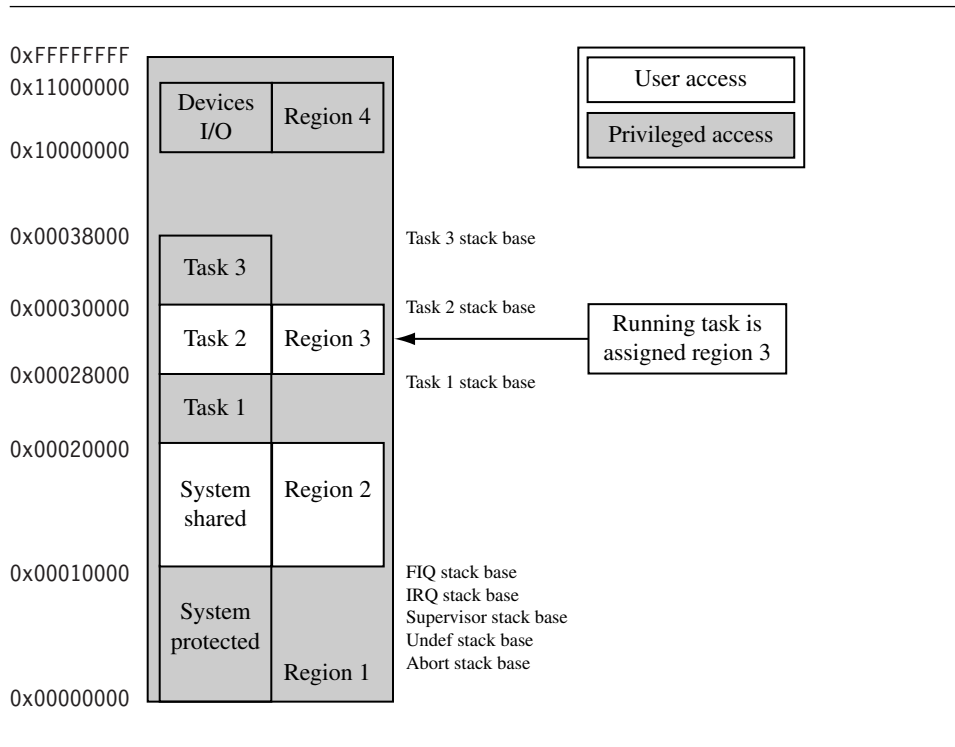 0xFFFFFFFF
0x11000000
0x10000000
0x00038000
0x00030000
0x00028000
0x00020000
0x00010000
0x00000000
Devices
I/O
Region 4
Task 3
Task 2
Region 3
Task 1
System
shared
Region 2
System
protected
Region 1
Task 3 stack base
Task 2 stack base
Task 1 stack base
FIQ stack base
IRQ stack base
Supervisor stack base
Undef stack base
Abort stack base
User access
Privileged access
Running task is
assigned region 3